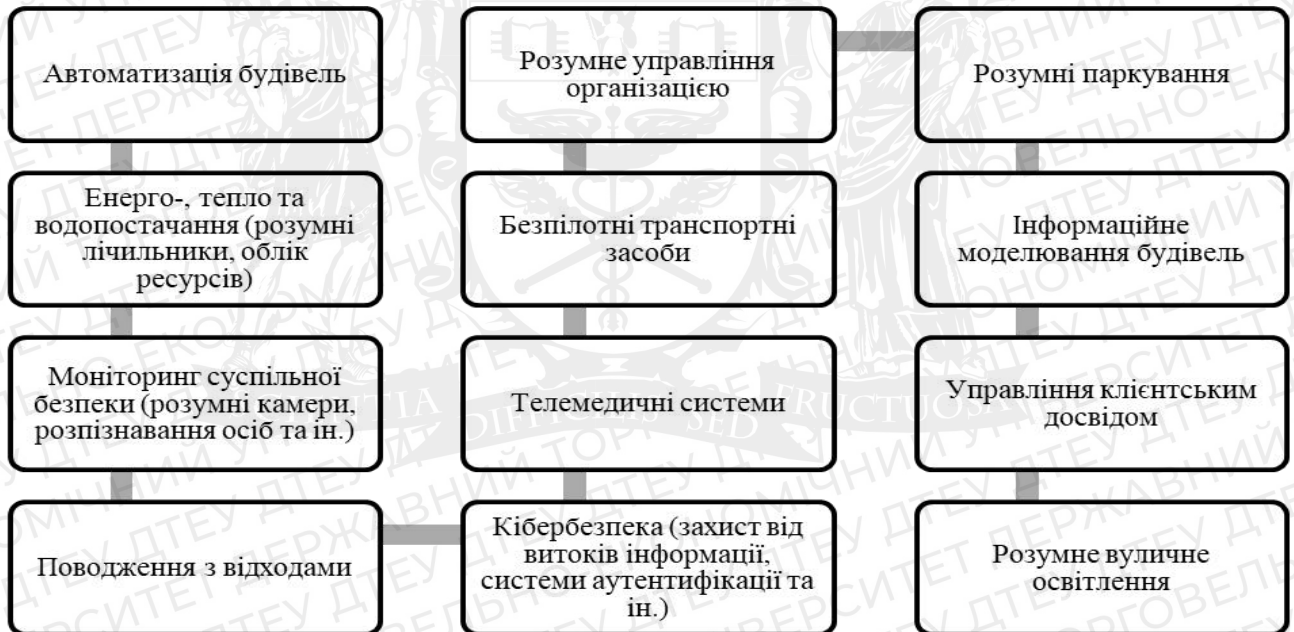 Автоматизація будівель
Енерго-, тепло та
водопостачання (розумні
лічильники, облік
ресурсів)
Моніторинг суспільної
безпеки (розумні камери,
розпізнавання осіб та ін.)
Поводження з відходами
Кібербезпека (захист від
витоків інформації,
системи аутентифікації та
ін.)
Телемедичні системи
Безпілотні транспортні
засоби
Розумне управління
організацією
Розумні паркування
Інформаційне
моделювання будівель
Управління клієнтським
досвідом
Розумне вуличне
освітлення